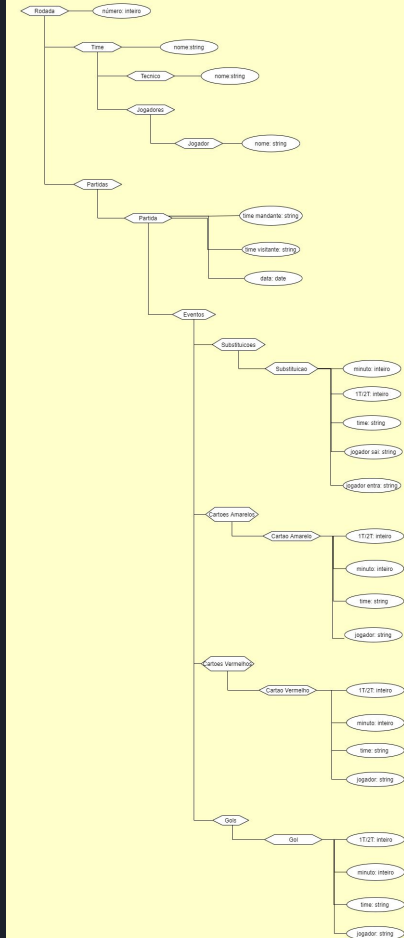 Rodada
número: inteiro
Time
nome:string
Tecnico
nome:string
Jogadores
Jogador
nome: string
Partidas
Partida
time mandante: string
time visitante: string
data: date
Eventos
Substituicoes
Substituicao
minuto: inteiro
1T/2T: inteiro
time: string
jogador sai: string
jogador entra: string
Cartoes Amarelos
Cartao Amarelo
1T/2T: inteiro
minuto: inteiro
time: string
jogador: string
Cartoes Vermelhos
Cartao Vermelho
1T/2T: inteiro
minuto: inteiro
time: string
jogador: string
Gols
Gol
1T/2T: inteiro
minuto: inteiro
time: string
jogador: string